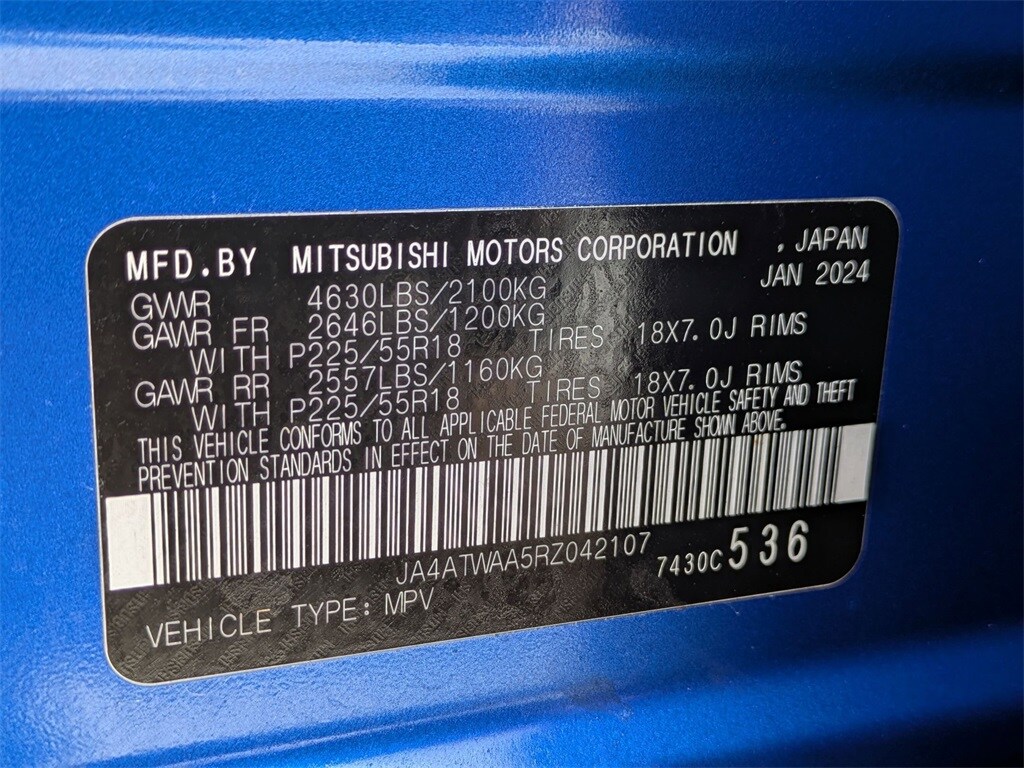 MFD.BY MITSUBISHI MOTORS CORPORATION , JAPAN
JAN 2024
GVWR 4630LBS/2100KG
GAWR FR 2646LBS/1200KG
WITH P225/55R18 TIRES 18X7.0J RIMS
GAWR RR 2557LBS/1160KG
WITH P225/55R18 TIRES 18X7.0J RIMS
THIS VEHICLE CONFORMS TO ALL APPLICABLE FEDERAL MOTOR VEHICLE SAFETY AND THEFT
PREVENTION STANDARDS IN EFFECT ON THE DATE OF MANUFACTURE SHOWN ABOVE.
JA4ATWAA5RZ042107
7430C 536
VEHICLE TYPE: MPV